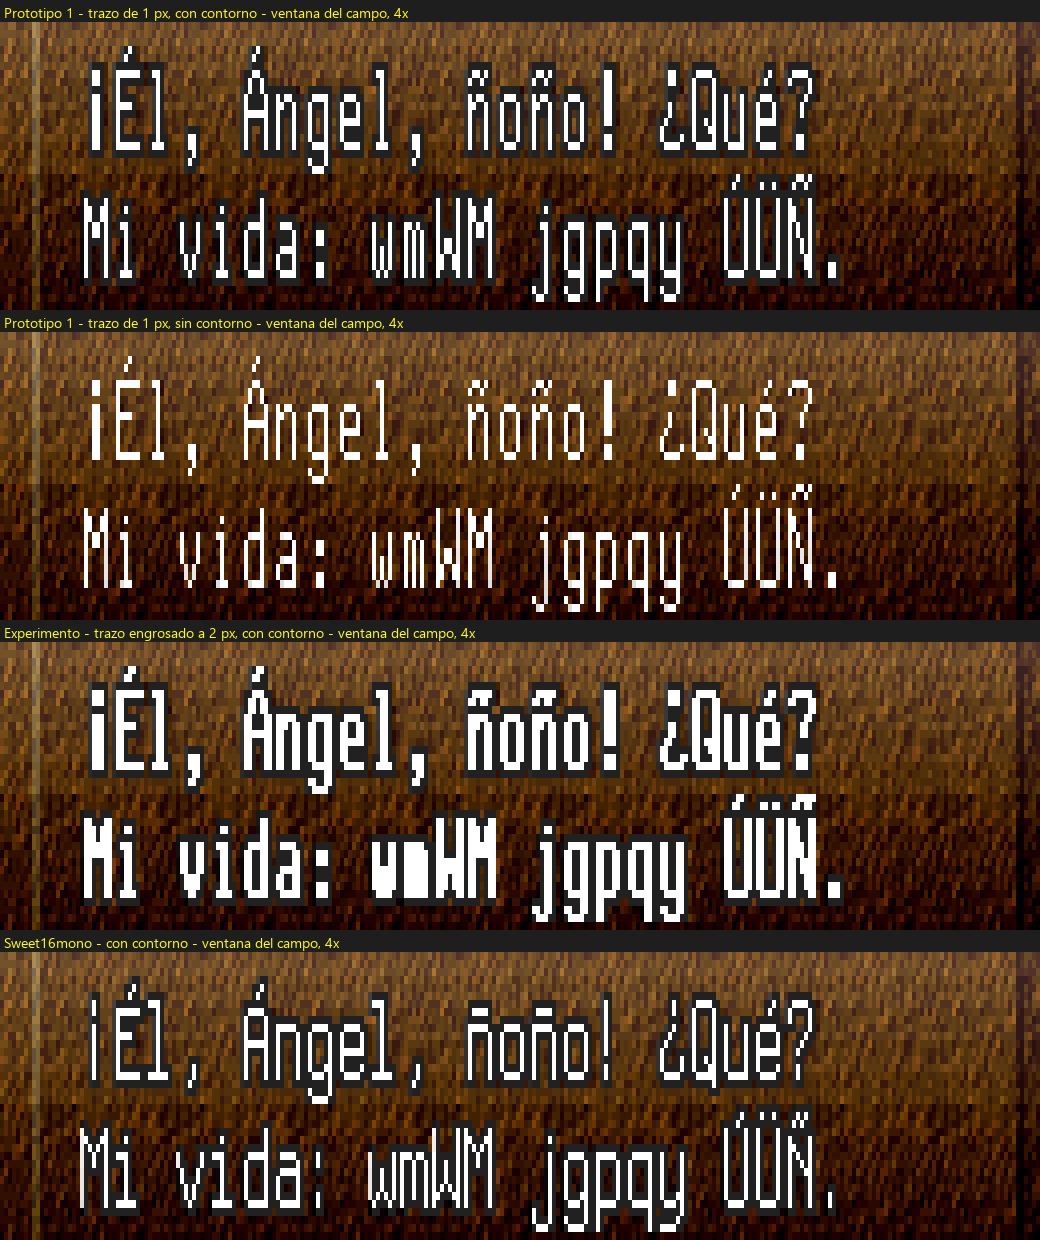 Prototipo 1 - trazo de 1 px, con contorno - ventana del campo, 4x
¡Él, Ángel, ñoño! ¿Qué?
Mi vida: wmWM jgpqy ÚÜÑ.
Prototipo 1 - trazo de 1 px, sin contorno - ventana del campo, 4x
¡Él, Ángel, ñoño! ¿Qué?
Mi vida: wmWM jgpqy ÚÜÑ.
Experimento - trazo engrosado a 2 px, con contorno - ventana del campo, 4x
¡Él, Ángel, ñoño! ¿Qué?
Mi vida: wmWM jgpqy ÚÜÑ.
Sweet16mono - con contorno - ventana del campo, 4x
¡Él, Ángel, ñoño! ¿Qué?
Mi vida: wmWM jgpqy ÚÜÑ.